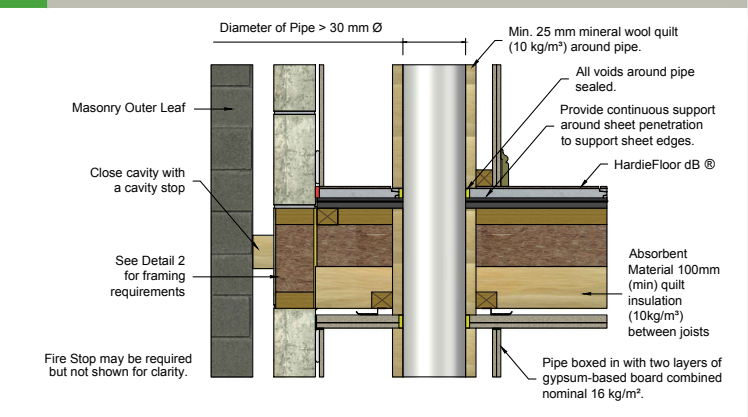 Diameter of Pipe > 30 mm Ø
Min. 25 mm mineral wool quilt
(10 kg/m³) around pipe.
All voids around pipe
sealed.
Masonry Outer Leaf
Provide continuous support
around sheet penetration
to support sheet edges.
HardieFloor dB ®
Close cavity with
a cavity stop
See Detail 2
for framing
requirements
Absorbent
Material 100mm
(min) quilt
insulation
(10kg/m³)
between joists
Fire Stop may be required
but not shown for clarity.
Pipe boxed in with two layers of
gypsum-based board combined
nominal 16 kg/m².